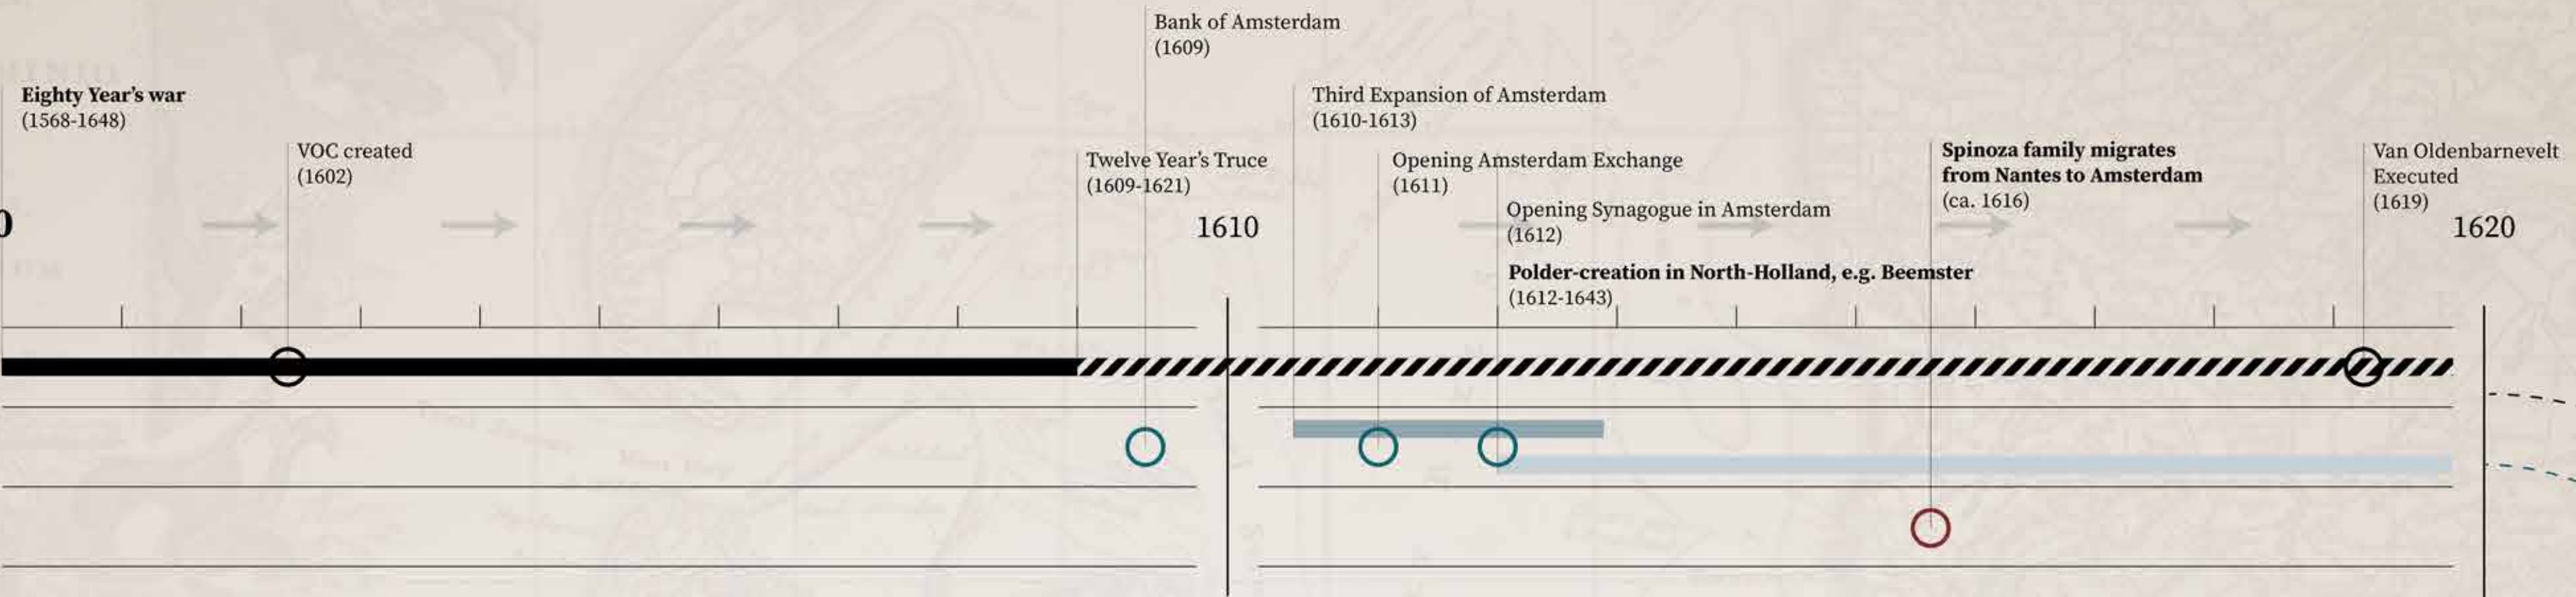 Bank of Amsterdam
(1609)
Eighty Year's war
(1568-1648)
Third Expansion of Amsterdam
(1610-1613)
VOC created
(1602)
Twelve Year's Truce
(1609-1621)
Opening Amsterdam Exchange
(1611)
Spinoza family migrates
from Nantes to Amsterdam
(ca. 1616)
Van Oldenbarnevelt
Executed
(1619)
Opening Synagogue in Amsterdam
(1612)
0
1610
1620
Polder-creation in North-Holland, e.g. Beemster
(1612-1643)